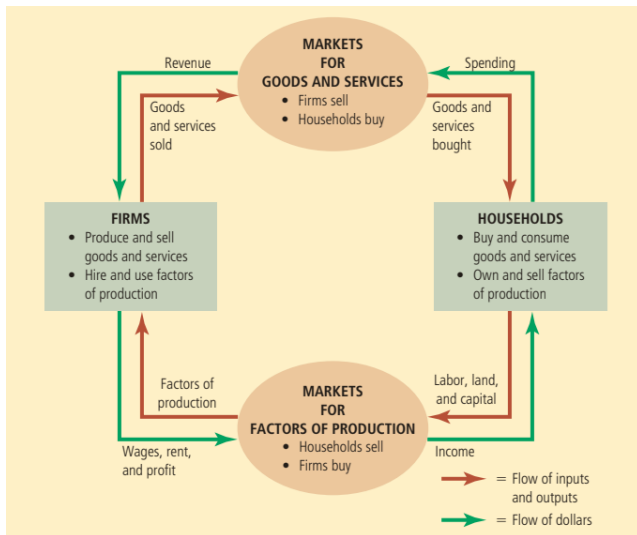 MARKETS
FOR
GOODS AND SERVICES
• Firms sell
• Households buy
Revenue
Spending
Goods
and services
sold
Goods and
services
bought
FIRMS
• Produce and sell
goods and services
• Hire and use factors
of production
HOUSEHOLDS
• Buy and consume
goods and services
• Own and sell factors
of production
Factors of
production
Labor, land,
and capital
MARKETS
FOR
FACTORS OF PRODUCTION
• Households sell
• Firms buy
Wages, rent,
and profit
Income
= Flow of inputs
and outputs
= Flow of dollars